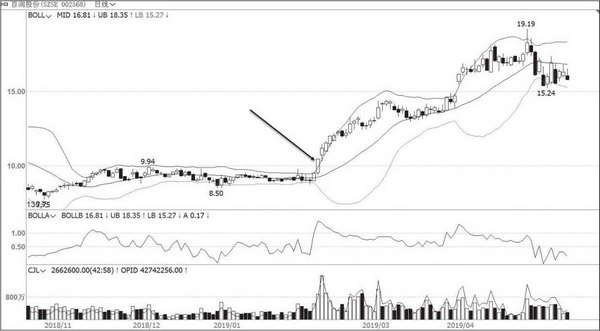 百润股份(SZSE 002568) 日线
BOLL MID 16.81↓ UB 18.35↑ LB 15.27↓
19.19
15.00
15.24
9.94
10.00
8.50
BOLLA BOLLB 16.81↓ UB 18.35↑ LB 15.27↓ A 0.17↓
1.00
0.50
CJL 2662600.00(42:58)↑ OPID 42742256.00↑
800万
2018/11 2018/12 2019/01 2019/03 2019/04